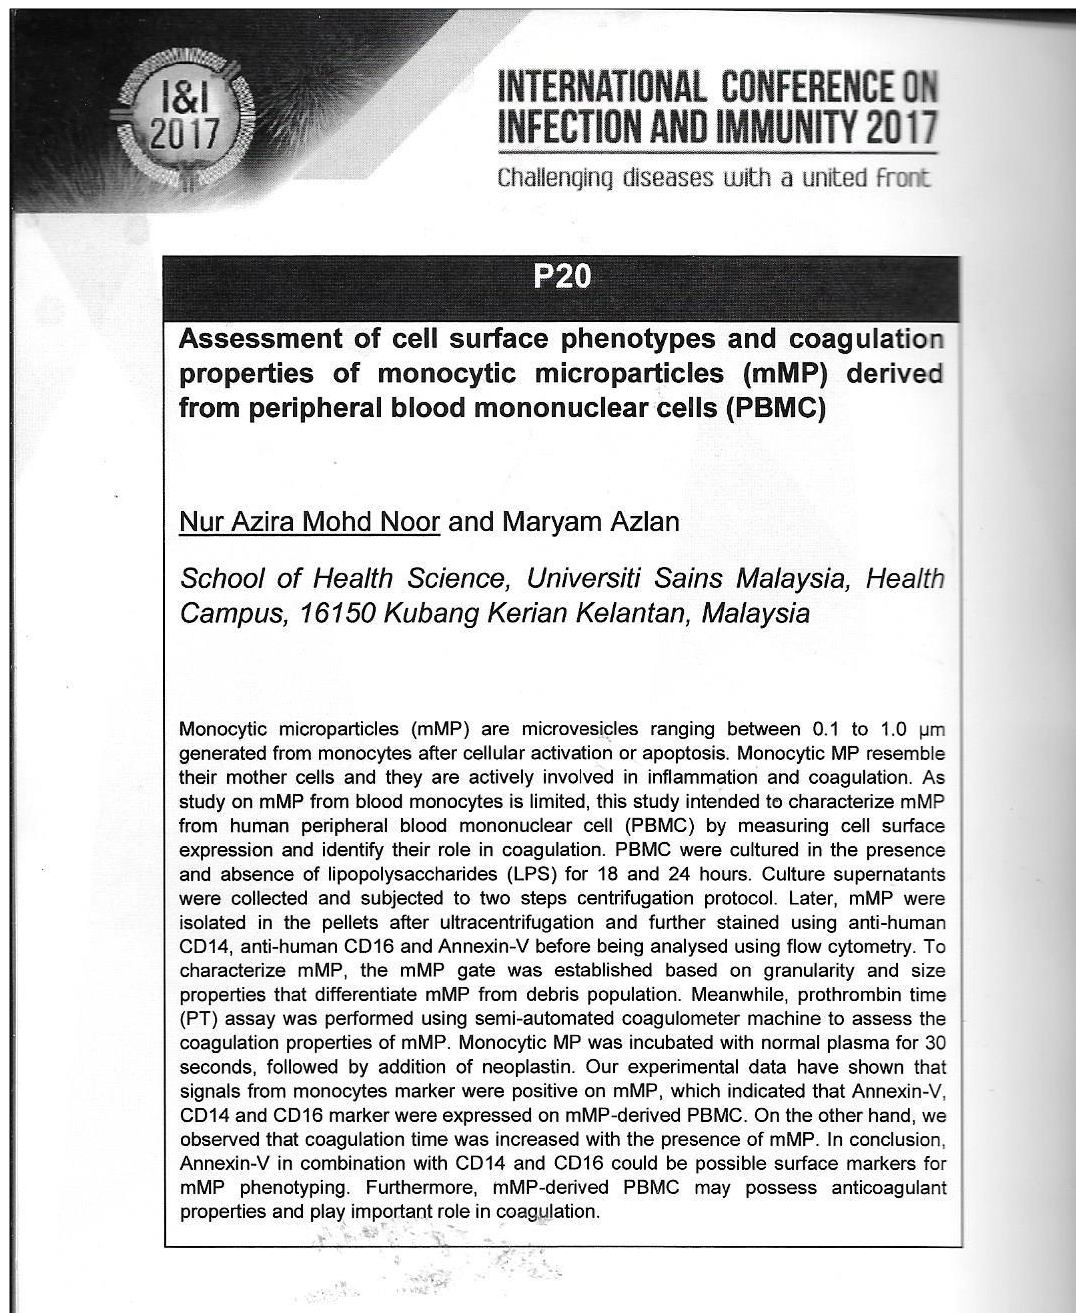 I&I
2017
INTERNATIONAL CONFERENCE ON
INFECTION AND IMMUNITY 2017
Challenging diseases with a united front
P20
Assessment of cell surface phenotypes and coagulation
properties of monocytic microparticles (mMP) derived
from peripheral blood mononuclear cells (PBMC)
Nur Azira Mohd Noor and Maryam Azlan
School of Health Science, Universiti Sains Malaysia, Health
Campus, 16150 Kubang Kerian Kelantan, Malaysia
Monocytic microparticles (mMP) are microvesicles ranging between 0.1 to 1.0 µm
generated from monocytes after cellular activation or apoptosis. Monocytic MP resemble
their mother cells and they are actively involved in inflammation and coagulation. As
study on mMP from blood monocytes is limited, this study intended to characterize mMP
from human peripheral blood mononuclear cell (PBMC) by measuring cell surface
expression and identify their role in coagulation. PBMC were cultured in the presence
and absence of lipopolysaccharides (LPS) for 18 and 24 hours. Culture supernatants
were collected and subjected to two steps centrifugation protocol. Later, mMP were
isolated in the pellets after ultracentrifugation and further stained using anti-human
CD14, anti-human CD16 and Annexin-V before being analysed using flow cytometry. To
characterize mMP, the mMP gate was established based on granularity and size
properties that differentiate mMP from debris population. Meanwhile, prothrombin time
(PT) assay was performed using semi-automated coagulometer machine to assess the
coagulation properties of mMP. Monocytic MP was incubated with normal plasma for 30
seconds, followed by addition of neoplastin. Our experimental data have shown that
signals from monocytes marker were positive on mMP, which indicated that Annexin-V,
CD14 and CD16 marker were expressed on mMP-derived PBMC. On the other hand, we
observed that coagulation time was increased with the presence of mMP. In conclusion,
Annexin-V in combination with CD14 and CD16 could be possible surface markers for
mMP phenotyping. Furthermore, mMP-derived PBMC may possess anticoagulant
properties and play important role in coagulation.